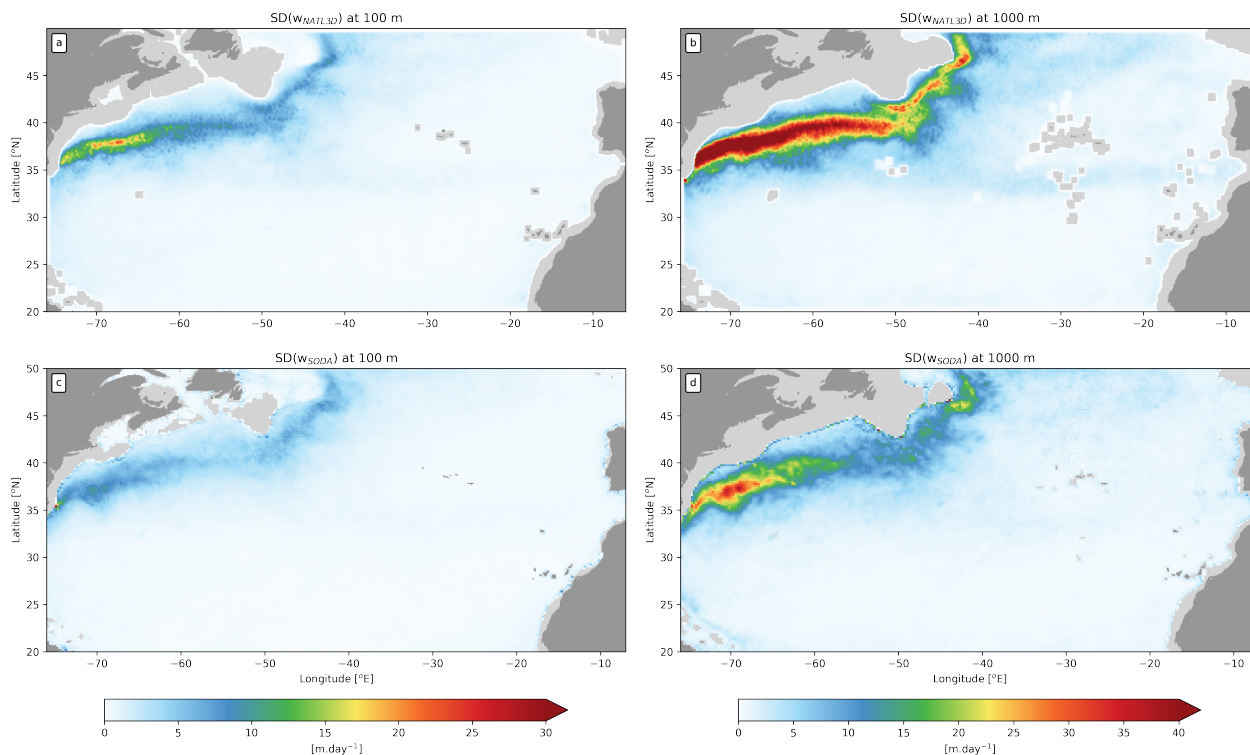 SD(w_NATL3D) at 100 m
a
45
40
35
30
25
20
Latitude [°N]
−70 −60 −50 −40 −30 −20 −10
SD(w_NATL3D) at 1000 m
b
45
40
35
30
25
20
Latitude [°N]
−70 −60 −50 −40 −30 −20 −10
SD(w_SODA) at 100 m
c
50
45
40
35
30
25
20
Latitude [°N]
−70 −60 −50 −40 −30 −20 −10
Longitude [°E]
SD(w_SODA) at 1000 m
d
50
45
40
35
30
25
20
Latitude [°N]
−70 −60 −50 −40 −30 −20 −10
Longitude [°E]
0 5 10 15 20 25 30
[m.day⁻¹]
0 5 10 15 20 25 30 35 40
[m.day⁻¹]